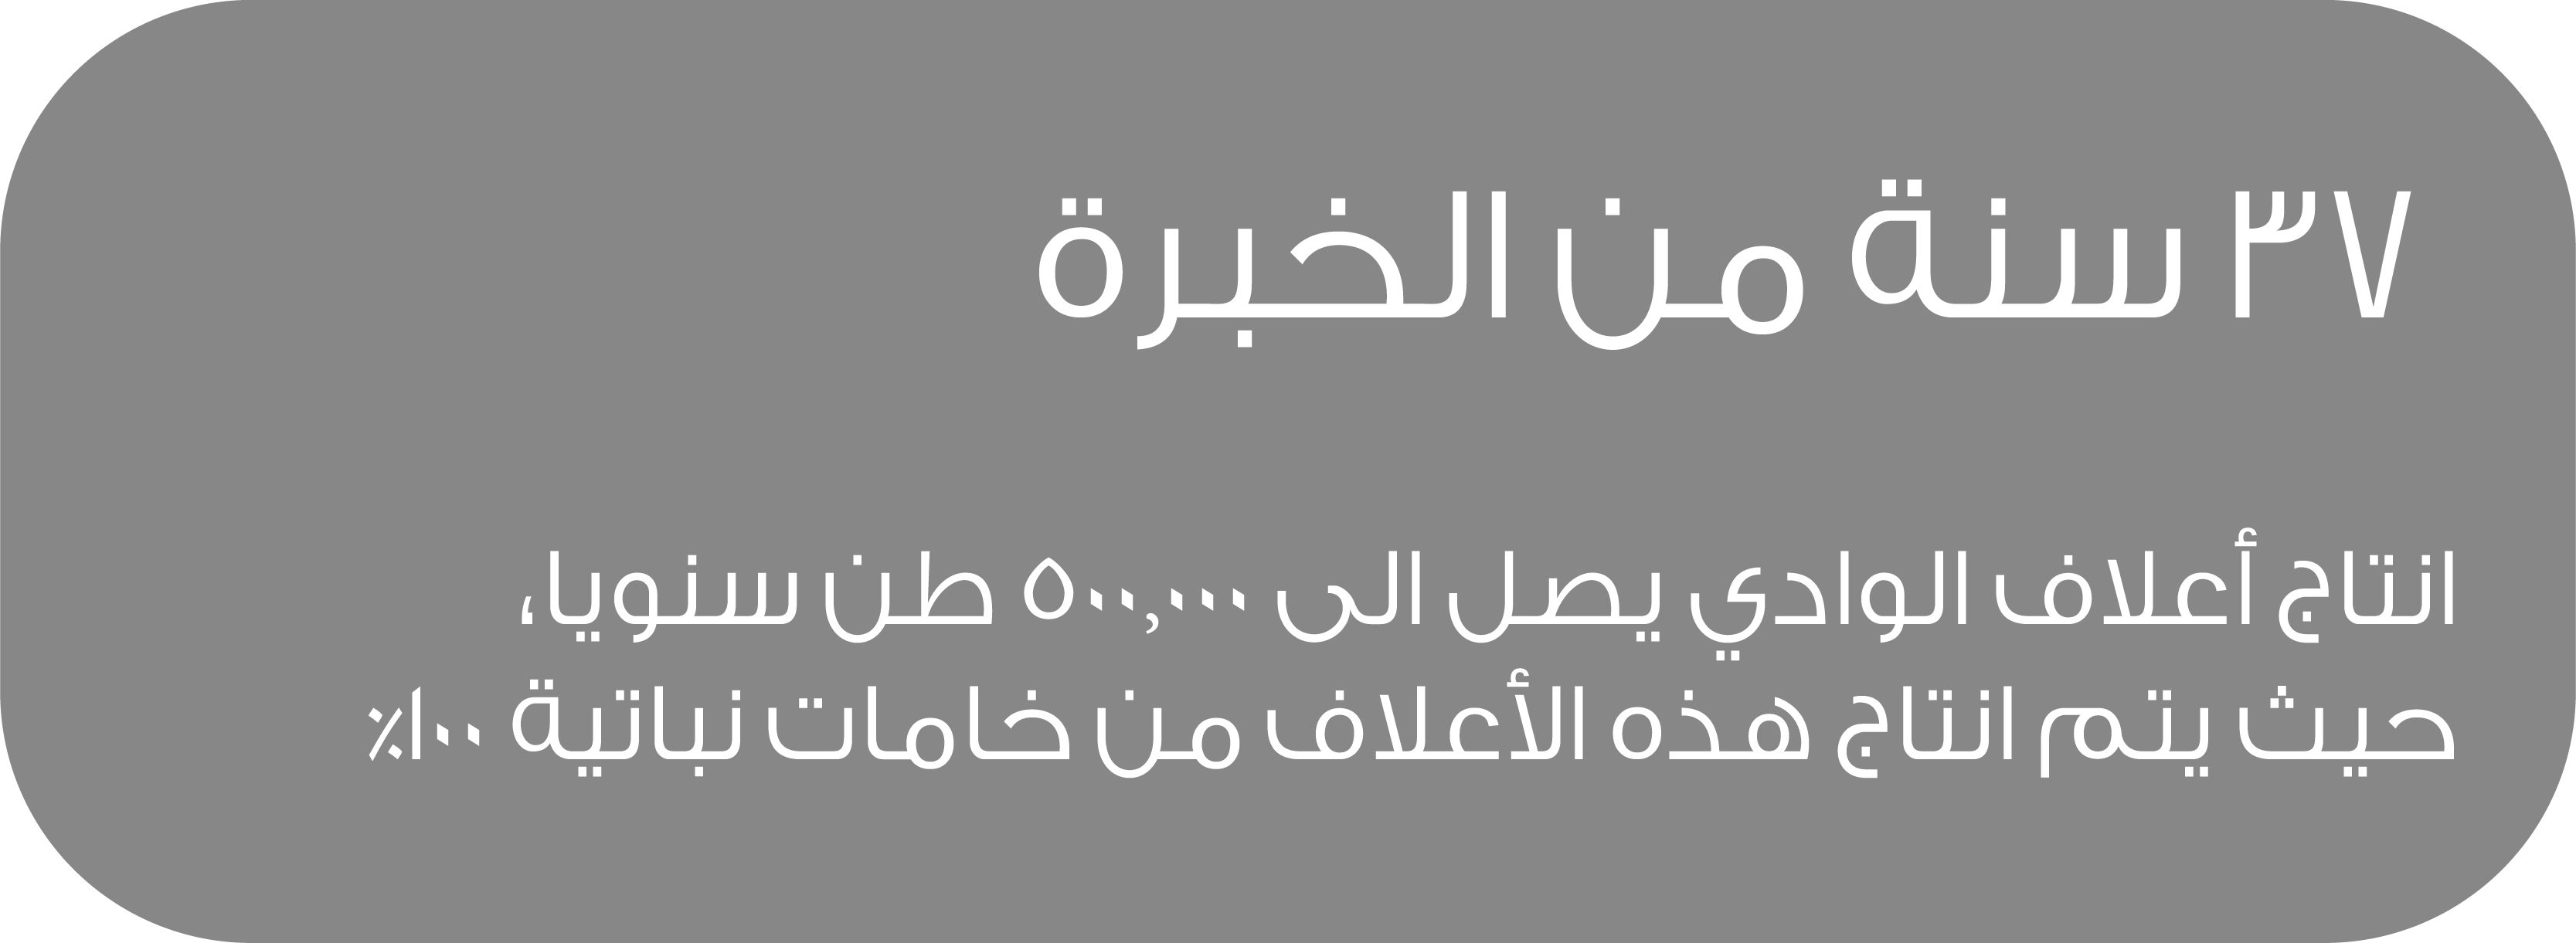 ٣٧ سنة من الخبرة
انتاج أعلاف الوادي يصل الى ٥٠٠,٠٠٠ طن سنويا،
حيث يتم انتاج هذه الأعلاف من خامات نباتية ١٠٠٪